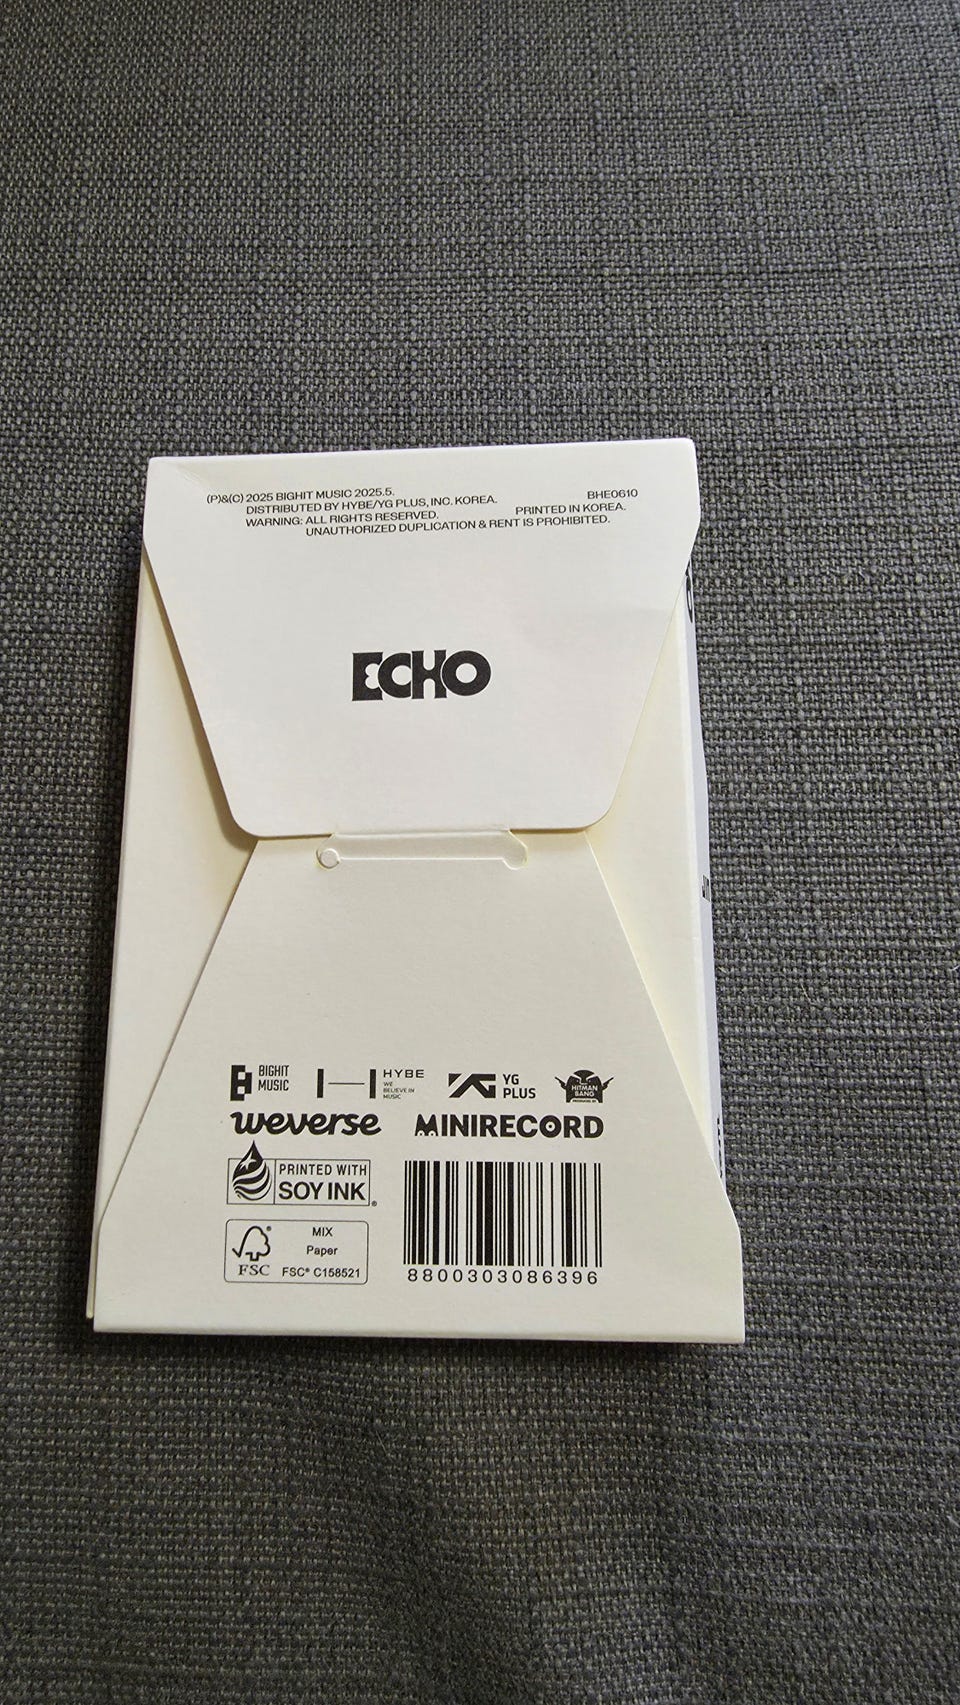 (P)&(C) 2025 BIGHIT MUSIC 2025.5. BHE0610
DISTRIBUTED BY HYBE/YG PLUS, INC. KOREA. PRINTED IN KOREA.
WARNING: ALL RIGHTS RESERVED.
UNAUTHORIZED DUPLICATION & RENT IS PROHIBITED.
ECHO
BIGHIT
MUSIC
HYBE
WE
BELIEVE IN
MUSIC
YG
PLUS
HITMAN
BANG
weverse
MINIRECORD
PRINTED WITH
SOY INK®
MIX
Paper
FSC
FSC® C158521
8800303086396